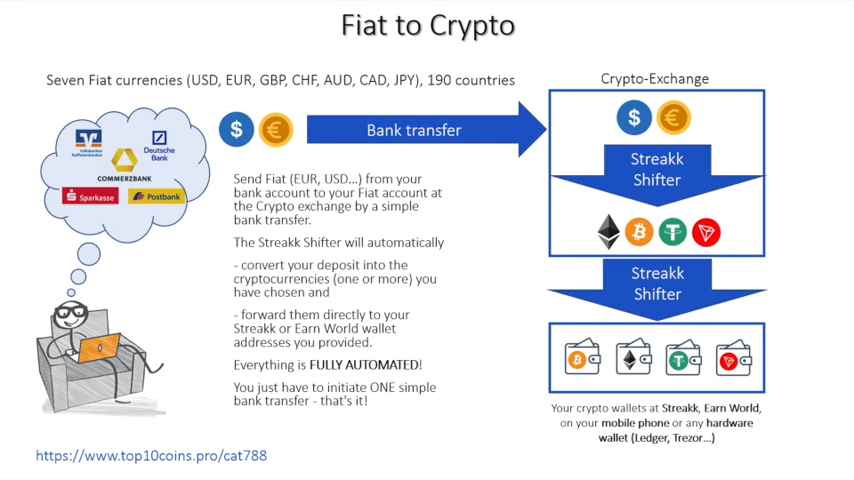 Fiat to Crypto
Seven Fiat currencies (USD, EUR, GBP, CHF, AUD, CAD, JPY), 190 countries
Volksbanken
Raiffeisenbanken
Deutsche
Bank
COMMERZBANK
Sparkasse
Postbank
$ €
Bank transfer
Send Fiat (EUR, USD...) from your
bank account to your Fiat account at
the Crypto exchange by a simple
bank transfer.
The Streakk Shifter will automatically
- convert your deposit into the
cryptocurrencies (one or more) you
have chosen and
- forward them directly to your
Streakk or Earn World wallet
addresses you provided.
Everything is FULLY AUTOMATED!
You just have to initiate ONE simple
bank transfer - that's it!
Crypto-Exchange
$ €
Streakk
Shifter
Streakk
Shifter
Your crypto wallets at Streakk, Earn World,
on your mobile phone or any hardware
wallet (Ledger, Trezor...)
https://www.top10coins.pro/cat788